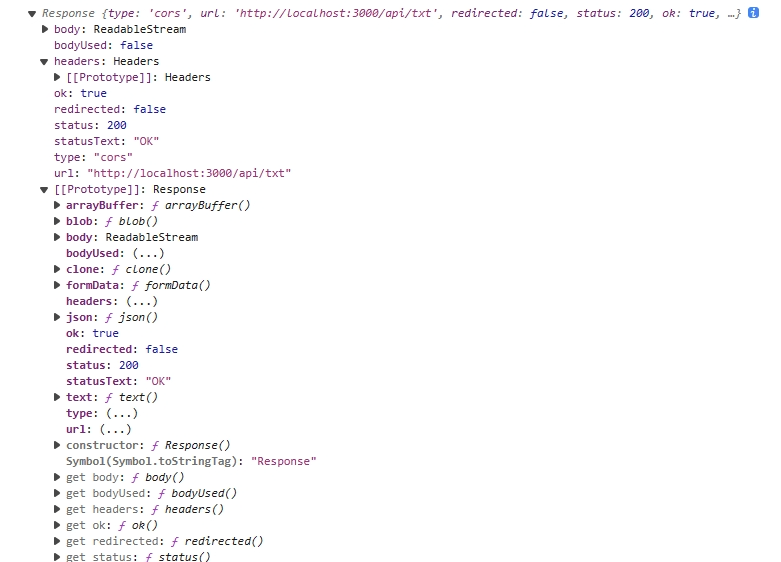 Response {type: 'cors', url: 'http://localhost:3000/api/txt', redirected: false, status: 200, ok: true, …}
body: ReadableStream
bodyUsed: false
headers: Headers
[[Prototype]]: Headers
ok: true
redirected: false
status: 200
statusText: "OK"
type: "cors"
url: "http://localhost:3000/api/txt"
[[Prototype]]: Response
arrayBuffer: ƒ arrayBuffer()
blob: ƒ blob()
body: ReadableStream
bodyUsed: (...)
clone: ƒ clone()
formData: ƒ formData()
headers: (...)
json: ƒ json()
ok: true
redirected: false
status: 200
statusText: "OK"
text: ƒ text()
type: (...)
url: (...)
constructor: ƒ Response()
Symbol(Symbol.toStringTag): "Response"
get body: ƒ body()
get bodyUsed: ƒ bodyUsed()
get headers: ƒ headers()
get ok: ƒ ok()
get redirected: ƒ redirected()
get status: ƒ status()